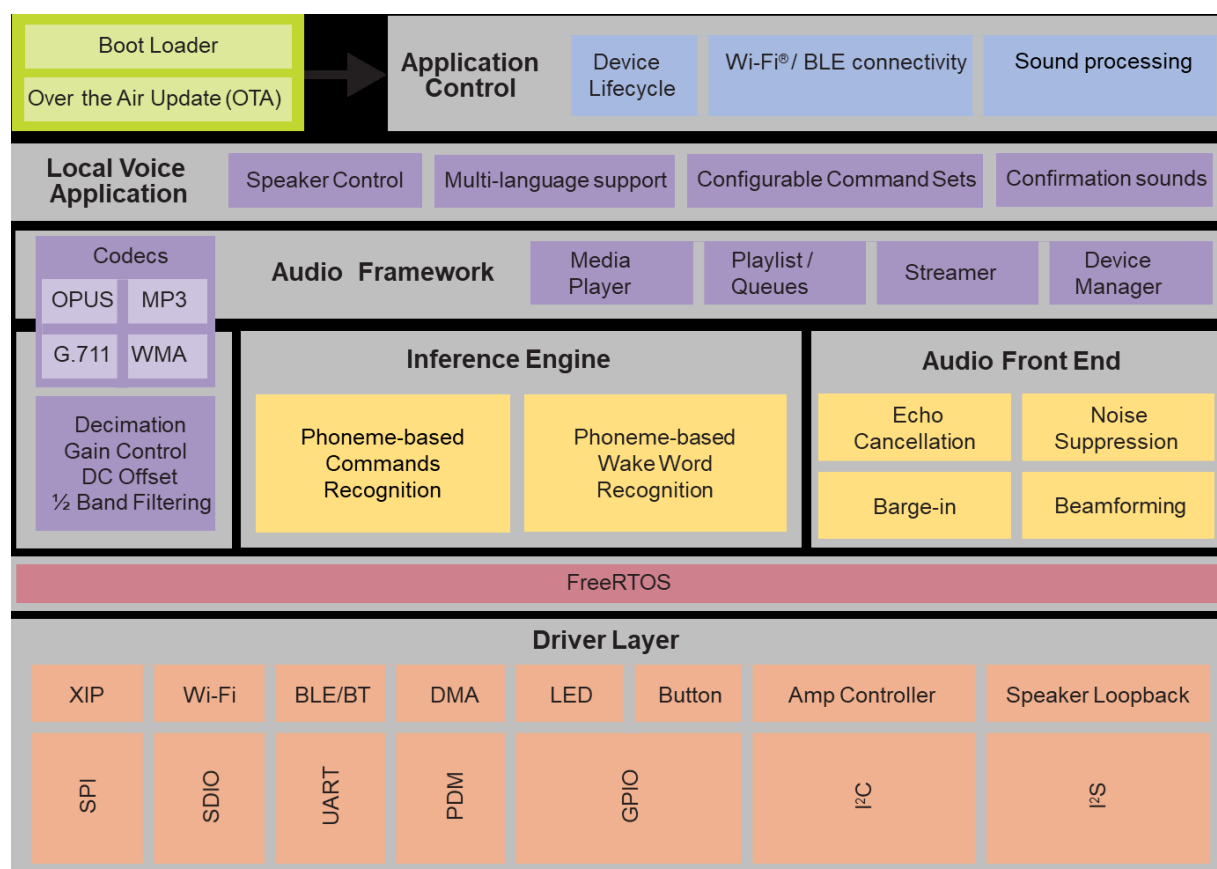 Boot Loader
Over the Air Update (OTA)
Application
Control
Device
Lifecycle
Wi-Fi®/ BLE connectivity
Sound processing
Local Voice
Application
Speaker Control
Multi-language support
Configurable Command Sets
Confirmation sounds
Codecs
OPUS
MP3
G.711
WMA
Audio Framework
Media
Player
Playlist /
Queues
Streamer
Device
Manager
Decimation
Gain Control
DC Offset
½ Band Filtering
Inference Engine
Phoneme-based
Commands
Recognition
Phoneme-based
Wake Word
Recognition
Audio Front End
Echo
Cancellation
Noise
Suppression
Barge-in
Beamforming
FreeRTOS
Driver Layer
XIP
Wi-Fi
BLE/BT
DMA
LED
Button
Amp Controller
Speaker Loopback
SPI
SDIO
UART
PDM
GPIO
I²C
I²S